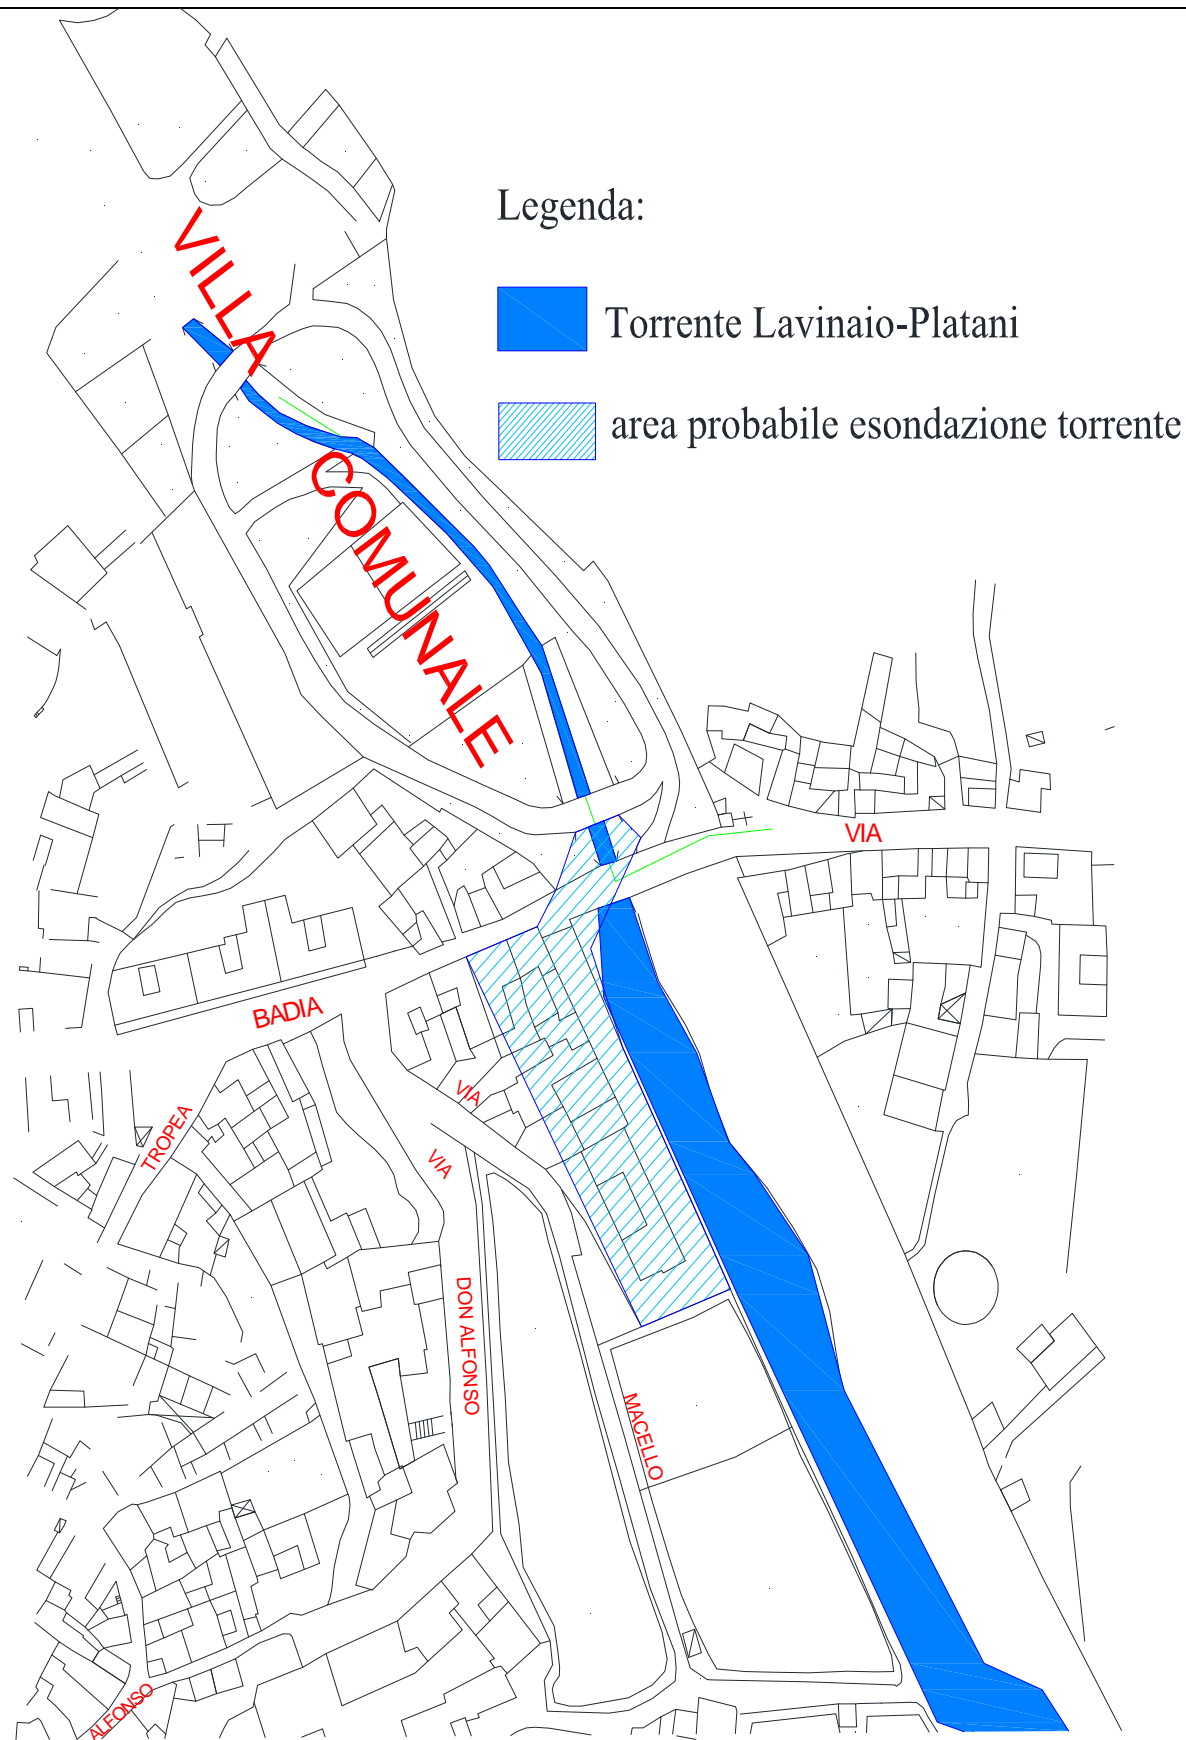 Legenda:
Torrente Lavinaio-Platani
area probabile esondazione torrente
VILLA
COMUNALE
VIA
BADIA
VIA
TROPEA
VIA
DON ALFONSO
MACELLO
ALFONSO